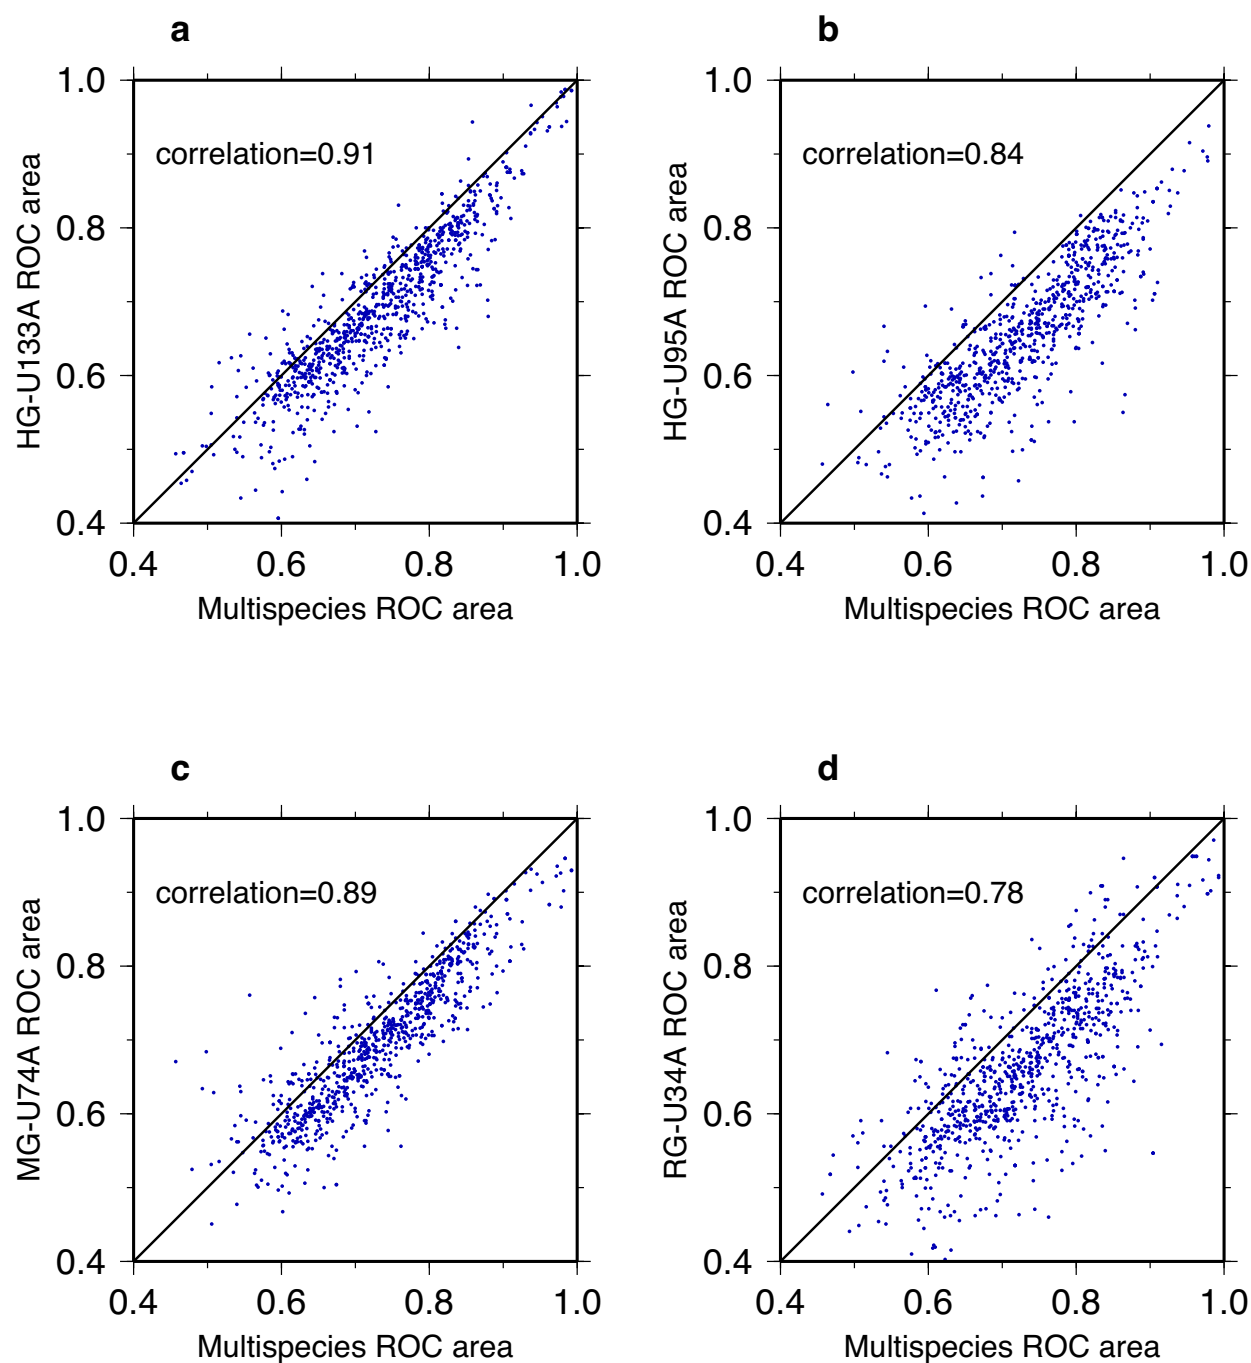 a
1.0
correlation=0.91
0.8
HG-U133A ROC area
0.6
0.4
0.4 0.6 0.8 1.0
Multispecies ROC area
b
1.0
correlation=0.84
0.8
HG-U95A ROC area
0.6
0.4
0.4 0.6 0.8 1.0
Multispecies ROC area
c
1.0
correlation=0.89
0.8
MG-U74A ROC area
0.6
0.4
0.4 0.6 0.8 1.0
Multispecies ROC area
d
1.0
correlation=0.78
0.8
RG-U34A ROC area
0.6
0.4
0.4 0.6 0.8 1.0
Multispecies ROC area